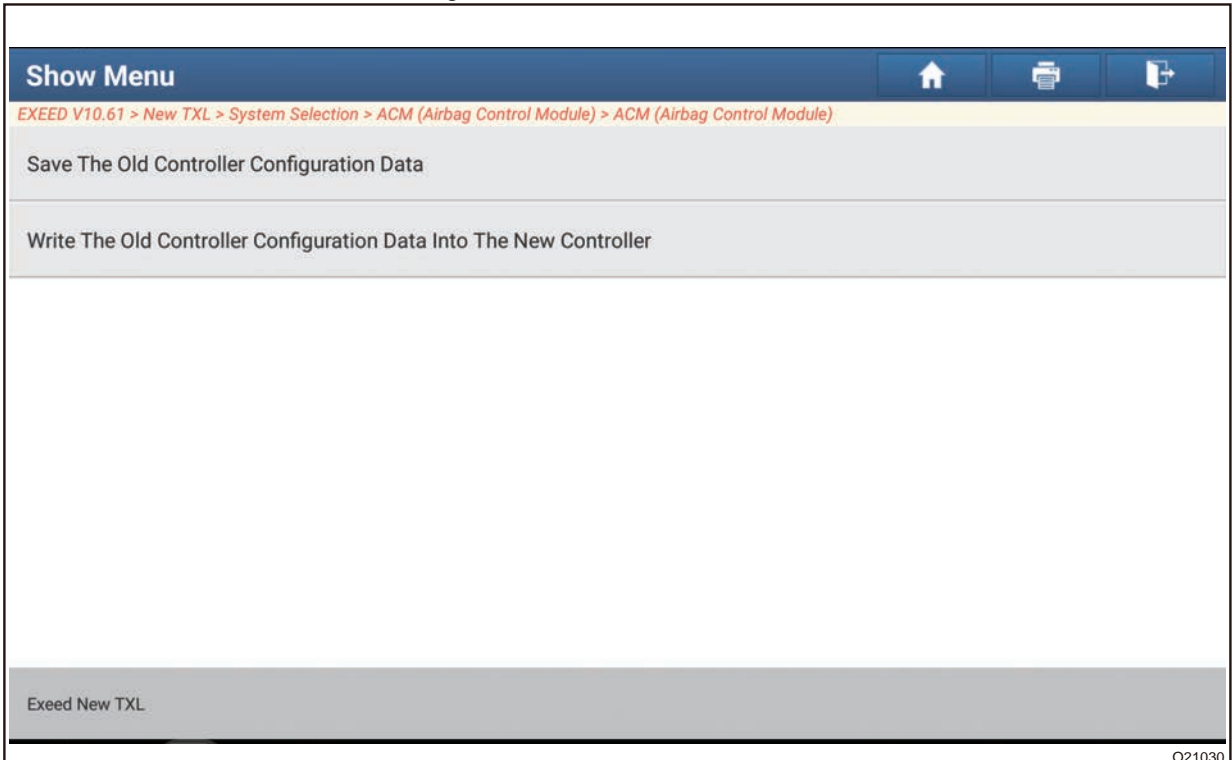 Show Menu
EXEED V10.61 > New TXL > System Selection > ACM (Airbag Control Module) > ACM (Airbag Control Module)
Save The Old Controller Configuration Data
Write The Old Controller Configuration Data Into The New Controller
Exeed New TXL
O21030